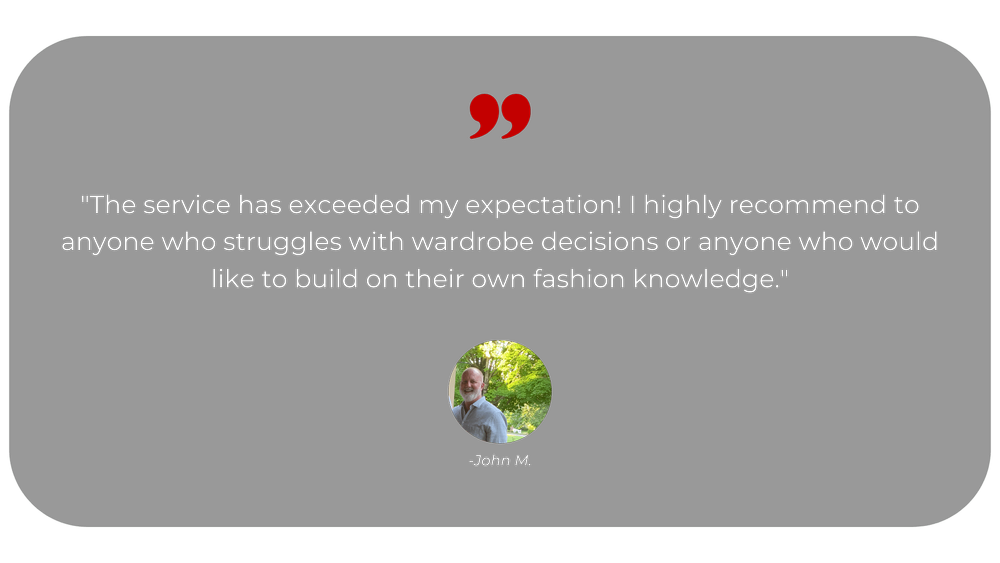 "The service has exceeded my expectation! I highly recommend to
anyone who struggles with wardrobe decisions or anyone who would
like to build on their own fashion knowledge."
-John M.